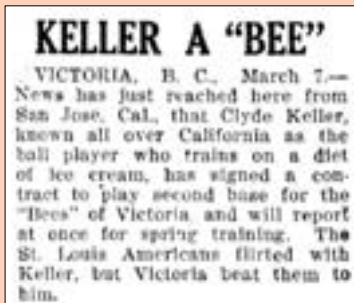 KELLER A "BEE"
VICTORIA, B. C., March 7.—
News has just reached here from
San Jose, Cal., that Clyde Keller,
known all over California as the
ball player who trains on a diet
of ice cream, has signed a con-
tract to play second base for the
"Bees" of Victoria and will report
at once for spring training. The
St. Louis Americans flirted with
Keller, but Victoria beat them to
him.